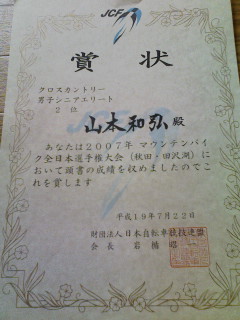 JCF
賞状
クロスカントリー
男子シニアエリート
2位
山本和弘 殿
あなたは2007年 マウンテンバイ
ク全日本選手権大会(秋田・田沢湖)に
おいて頭書の成績を収めましたのでこ
れを賞します
平成19年7月22日
財団法人 日本自転車競技連盟
会長 岩楯 昭